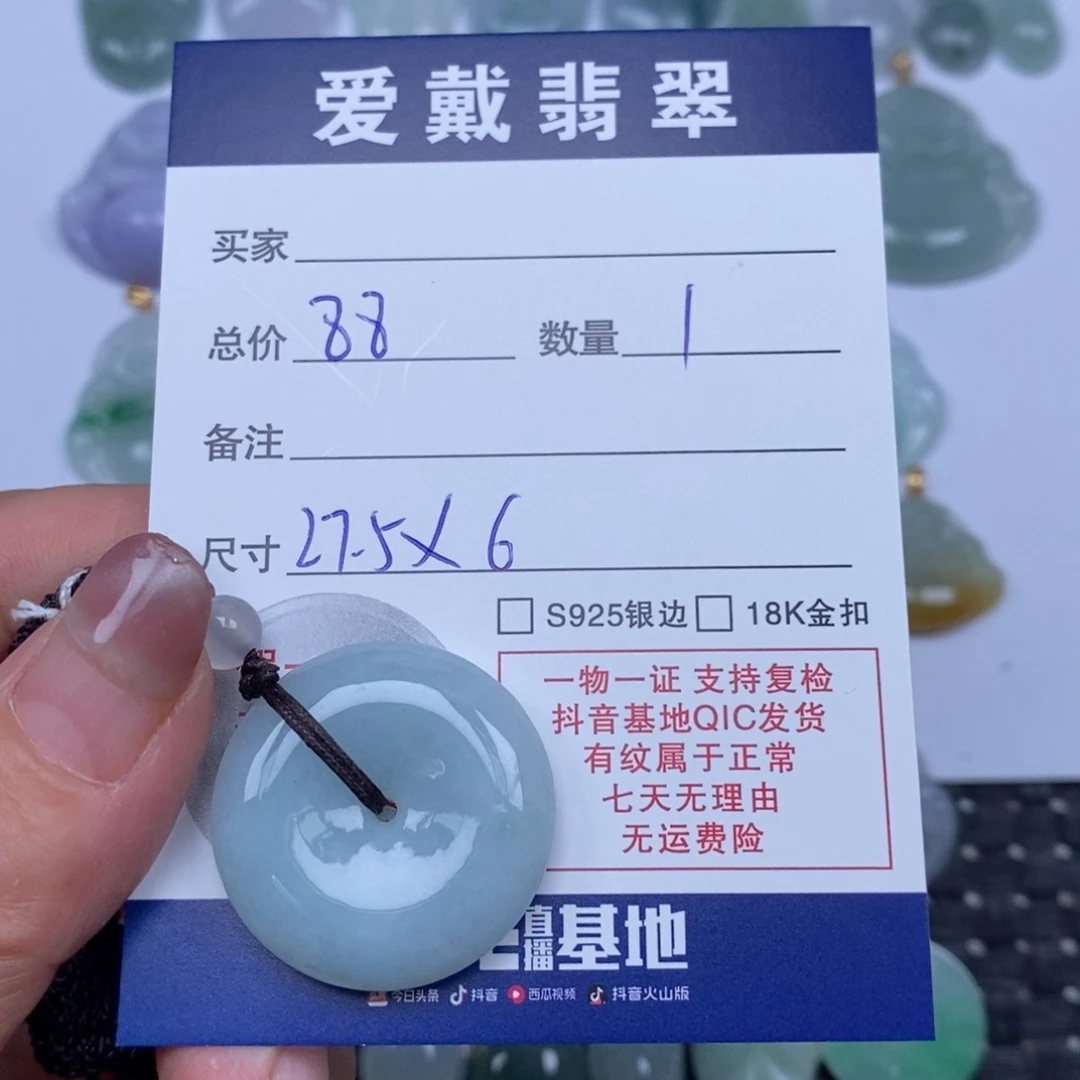 爱戴翡翠
买家
总价 88 数量 1
备注
尺寸 27.5X6
S925银边 18K金扣
一物一证 支持复检
抖音基地QIC发货
有纹属于正常
七天无理由
无运费险
直播基地
今日头条 抖音 西瓜视频 抖音火山版